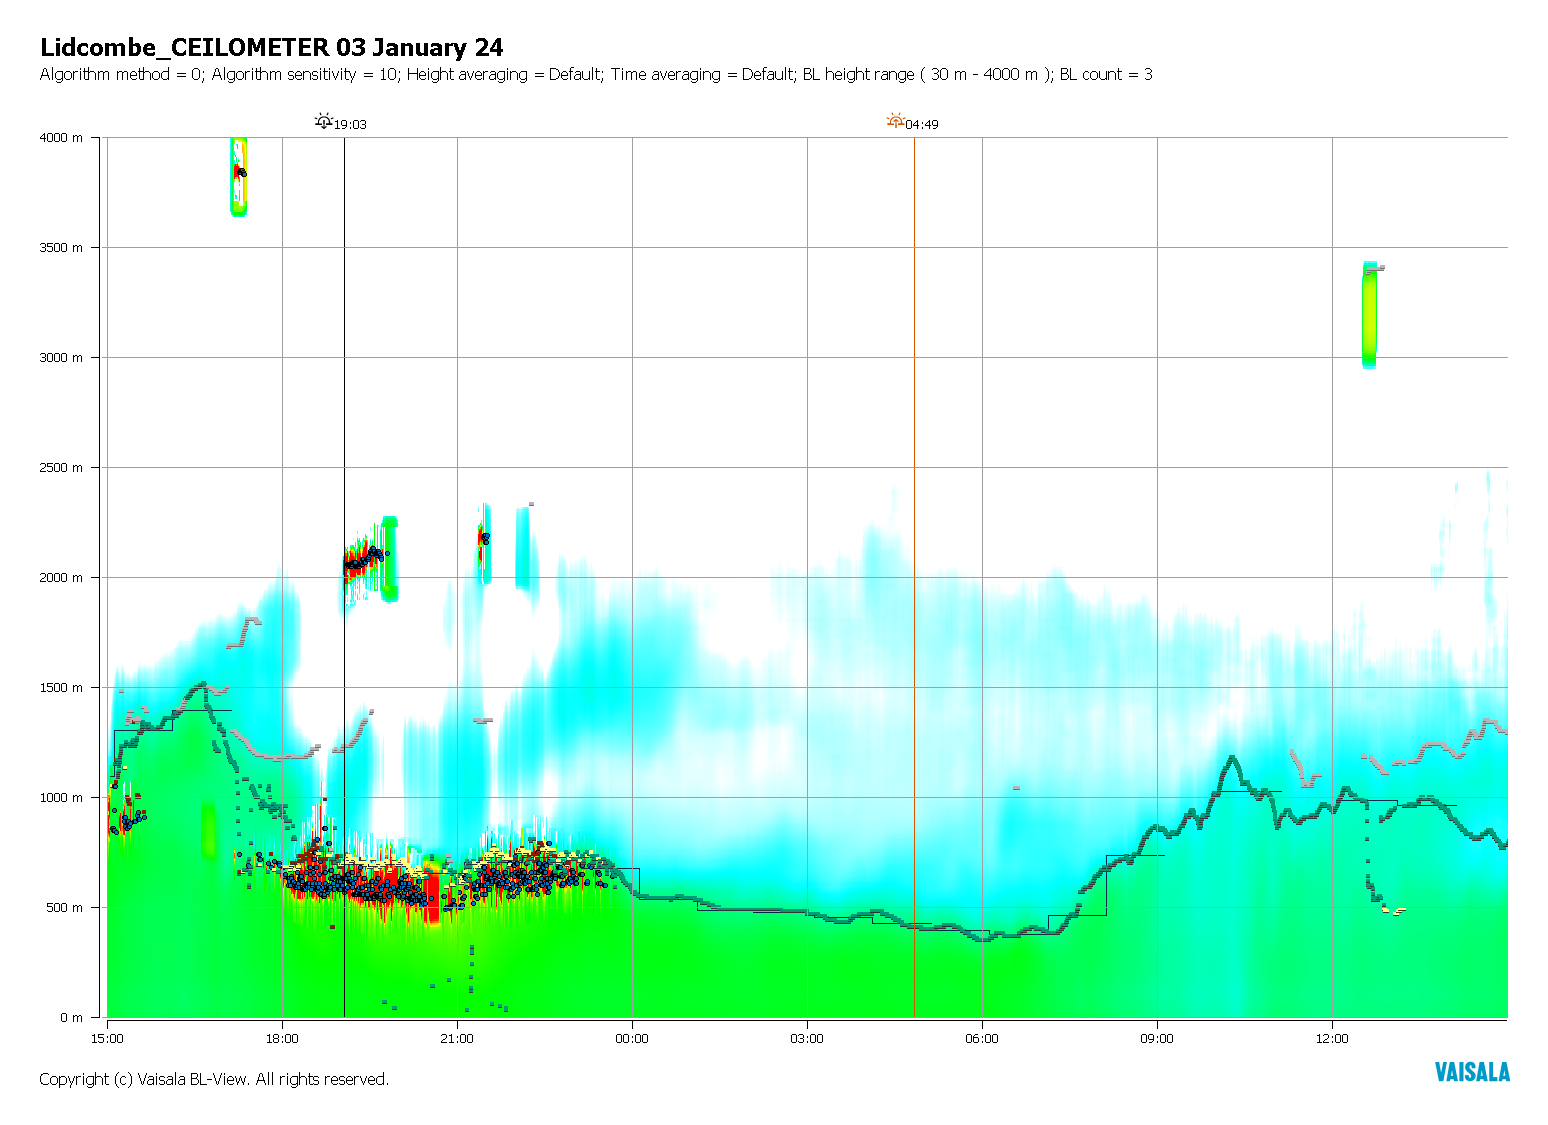 Lidcombe_CEILOMETER 03 January 24
Algorithm method = 0; Algorithm sensitivity = 10; Height averaging = Default; Time averaging = Default; BL height range ( 30 m - 4000 m ); BL count = 3
19:03
04:49
4000 m
3500 m
3000 m
2500 m
2000 m
1500 m
1000 m
500 m
0 m
15:00 18:00 21:00 00:00 03:00 06:00 09:00 12:00
Copyright (c) Vaisala BL-View. All rights reserved.
VAISALA